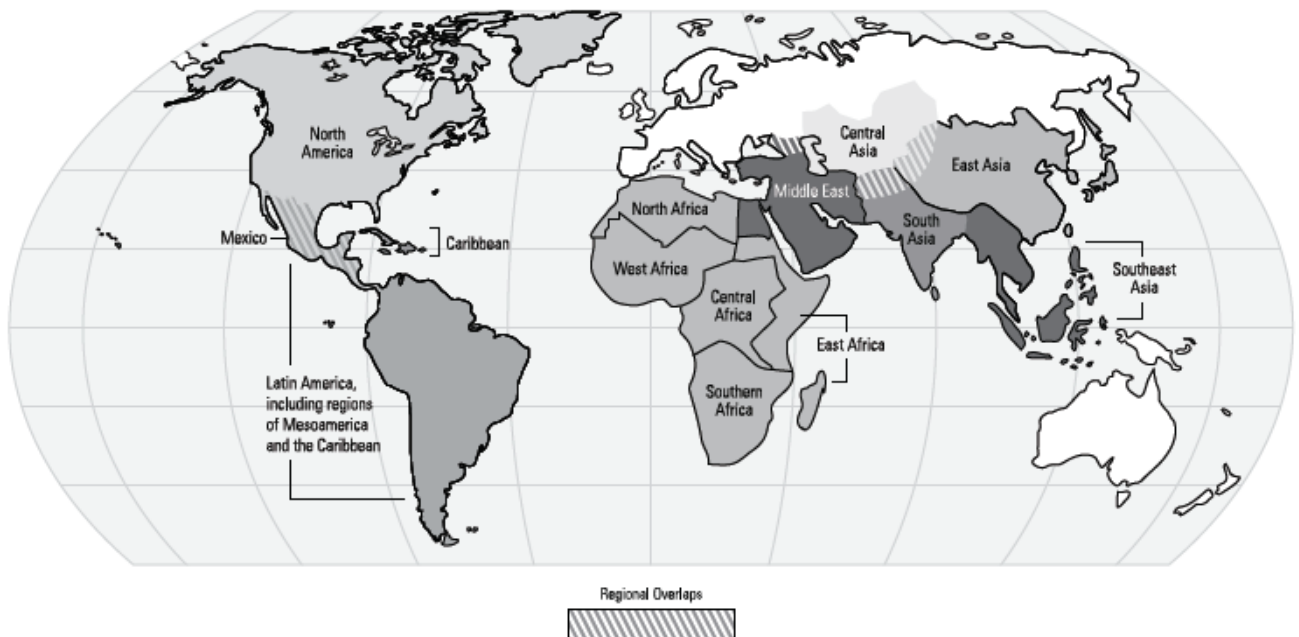 North
America
Central
Asia
East Asia
Middle East
North Africa
South
Asia
Mexico
Caribbean
West Africa
Southeast
Asia
Central
Africa
East Africa
Latin America,
including regions
of Mesoamerica
and the Caribbean
Southern
Africa
Regional Overlaps